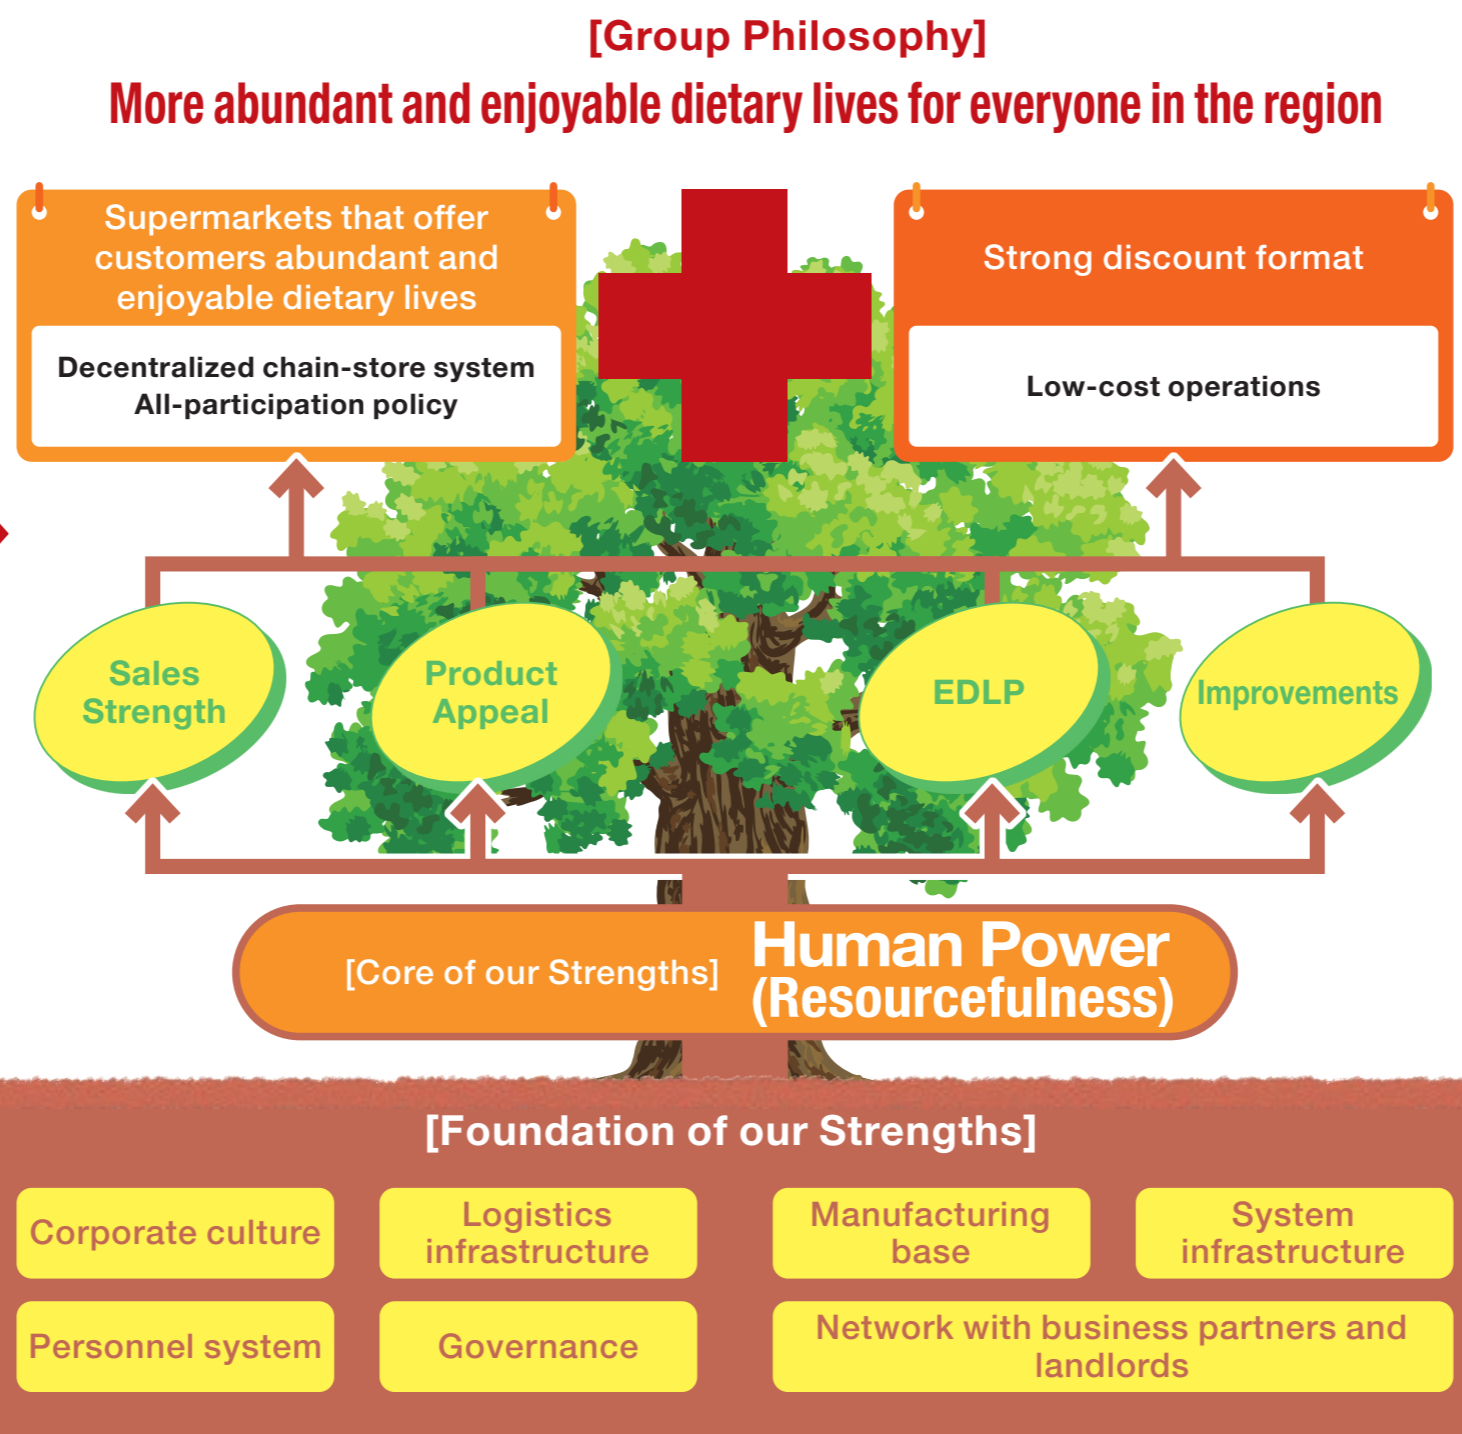 [Group Philosophy]
More abundant and enjoyable dietary lives for everyone in the region
Supermarkets that offer
customers abundant and
enjoyable dietary lives
Decentralized chain-store system
All-participation policy
Strong discount format
Low-cost operations
Sales
Strength
Product
Appeal
EDLP
Improvements
[Core of our Strengths]
Human Power
(Resourcefulness)
[Foundation of our Strengths]
Corporate culture
Logistics
infrastructure
Manufacturing
base
System
infrastructure
Personnel system
Governance
Network with business partners and
landlords